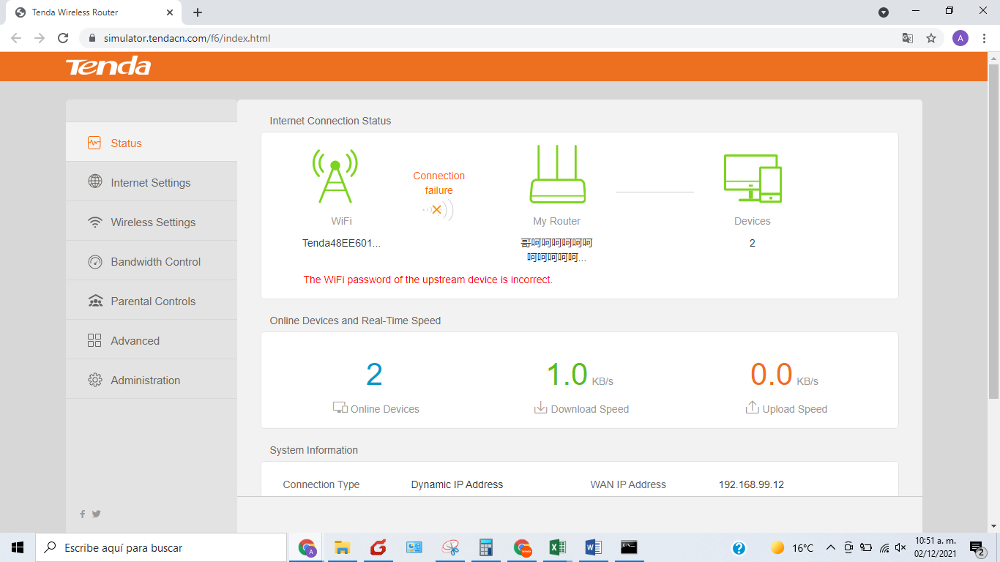 Tenda Wireless Router
simulator.tendacn.com/f6/index.html
A
Tenda
Status
Internet Settings
Wireless Settings
Bandwidth Control
Parental Controls
Advanced
Administration
Internet Connection Status
Connection
failure
WiFi
My Router
Devices
Tenda48EE601...
哥呵呵呵呵呵呵
呵呵呵呵呵...
2
The WiFi password of the upstream device is incorrect.
Online Devices and Real-Time Speed
2
1.0 KB/s
0.0 KB/s
Online Devices
Download Speed
Upload Speed
System Information
Connection Type
Dynamic IP Address
WAN IP Address
192.168.99.12
Escribe aquí para buscar
16°C
10:51 a. m.
02/12/2021
2